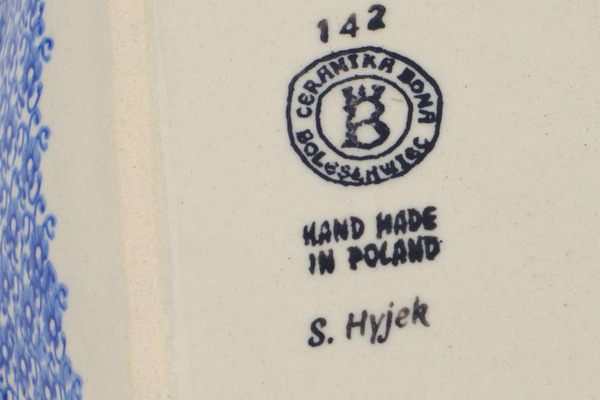 142
CERAMIKA BONA
B
BOLESŁAWIEC
HAND MADE
IN POLAND
S. Hyjek